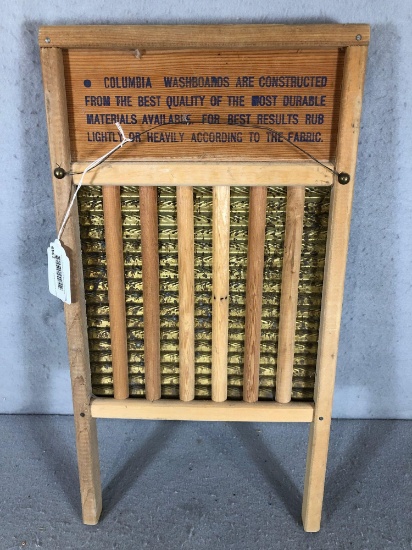 • COLUMBIA WASHBOARDS ARE CONSTRUCTED
FROM THE BEST QUALITY OF THE MOST DURABLE
MATERIALS AVAILABLE. FOR BEST RESULTS RUB
LIGHTLY OR HEAVILY ACCORDING TO THE FABRIC.